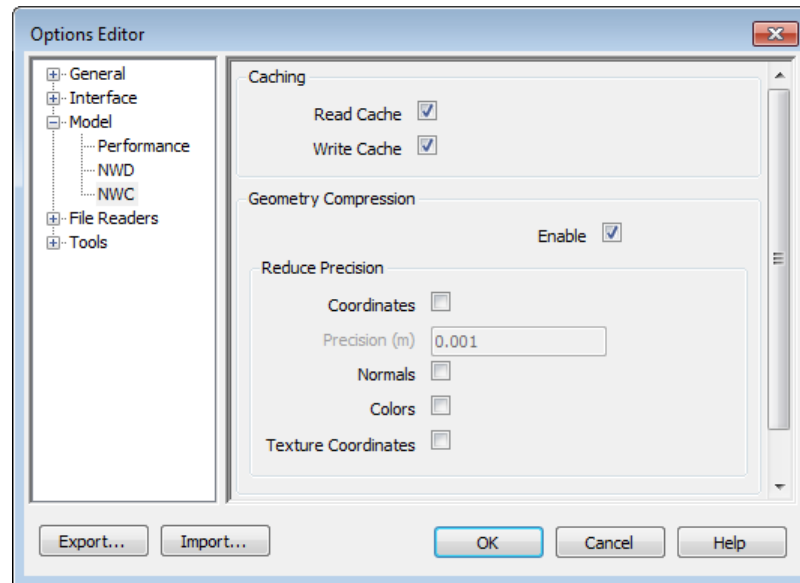 Options Editor
General
Interface
Model
Performance
NWD
NWC
File Readers
Tools
Caching
Read Cache
Write Cache
Geometry Compression
Enable
Reduce Precision
Coordinates
Precision (m) 0.001
Normals
Colors
Texture Coordinates
Export... Import... OK Cancel Help